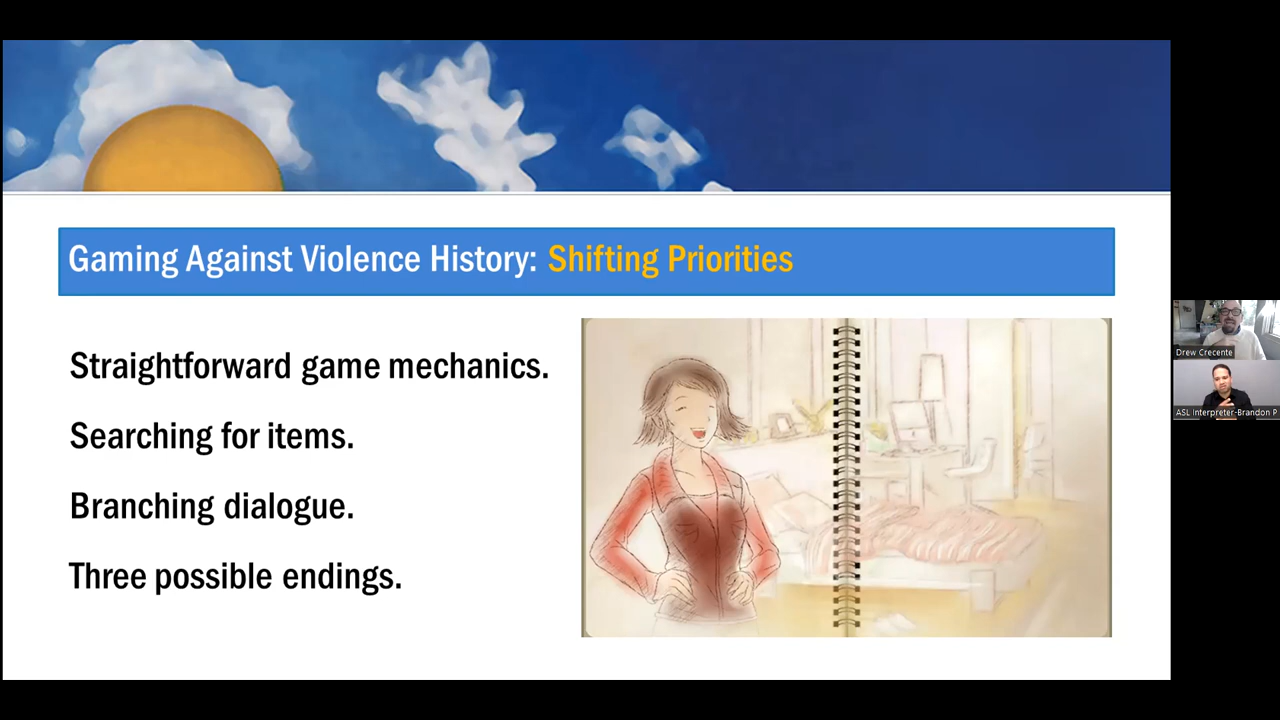 Gaming Against Violence History: Shifting Priorities
Straightforward game mechanics.
Searching for items.
Branching dialogue.
Three possible endings.
Drew Crecente
ASL Interpreter-Brandon P